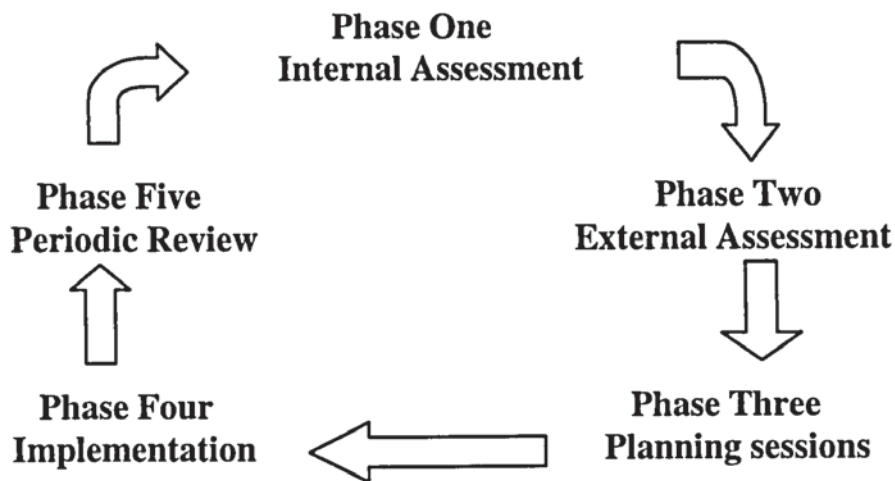 Phase One
Internal Assessment
Phase Two
External Assessment
Phase Three
Planning sessions
Phase Four
Implementation
Phase Five
Periodic Review